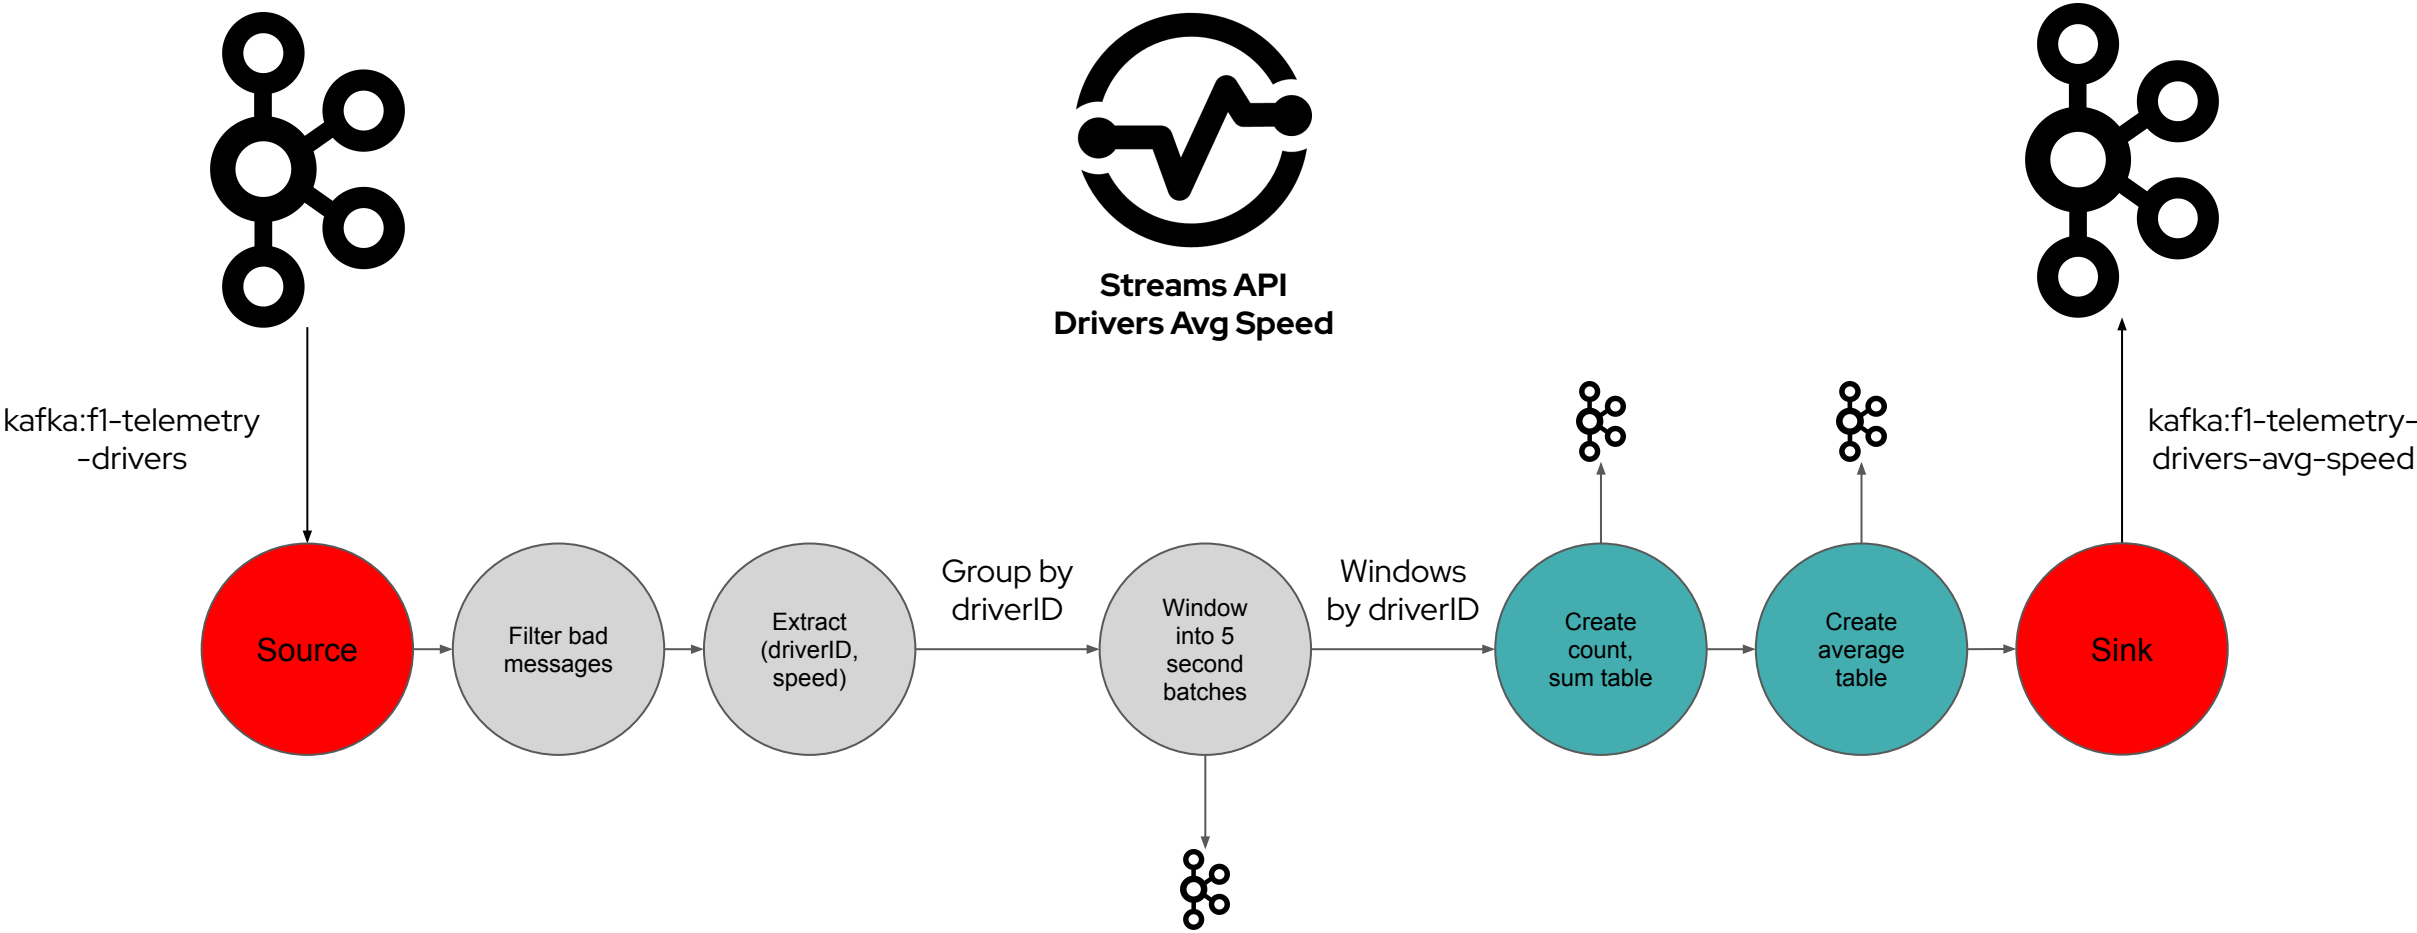 Streams API
Drivers Avg Speed
kafka:f1-telemetry
-drivers
kafka:f1-telemetry-
drivers-avg-speed
Source
Filter bad
messages
Extract
(driverID,
speed)
Group by
driverID
Window
into 5
second
batches
Windows
by driverID
Create
count,
sum table
Create
average
table
Sink